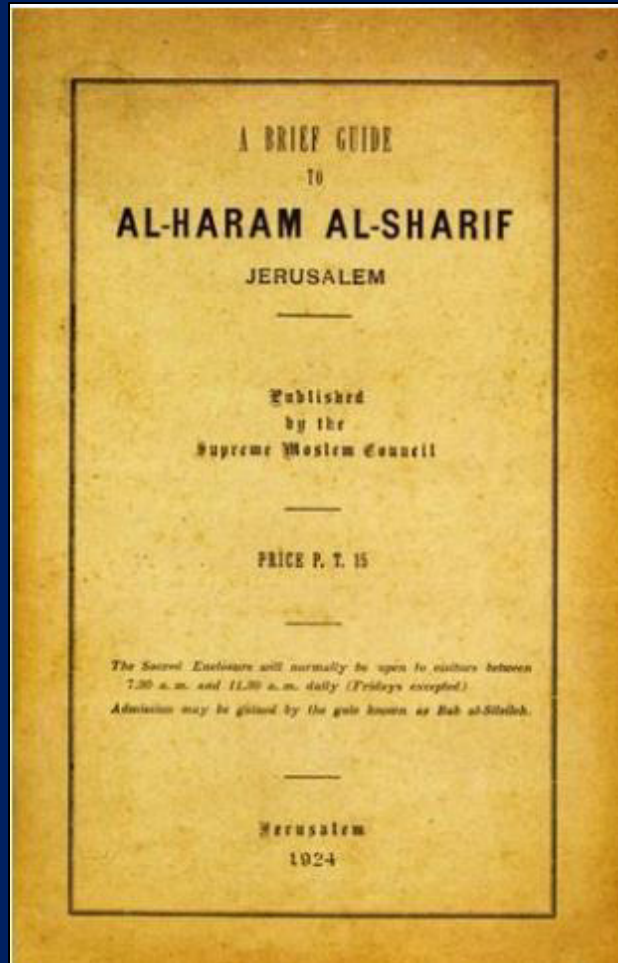 A BRIEF GUIDE
TO
AL-HARAM AL-SHARIF
JERUSALEM
Published
by the
Supreme Moslem Council
PRICE P. T. 15
The Sacred Enclosure will normally be open to visitors between
7.30 a. m. and 11.30 a. m. daily (Fridays excepted)
Admission may be gained by the gate known as Bab al-Silsileh.
Jerusalem
1924